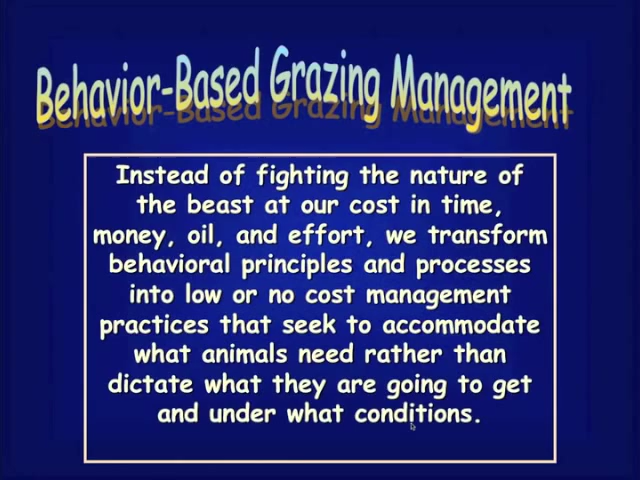 Behavior-Based Grazing Management
Instead of fighting the nature of
the beast at our cost in time,
money, oil, and effort, we transform
behavioral principles and processes
into low or no cost management
practices that seek to accommodate
what animals need rather than
dictate what they are going to get
and under what conditions.